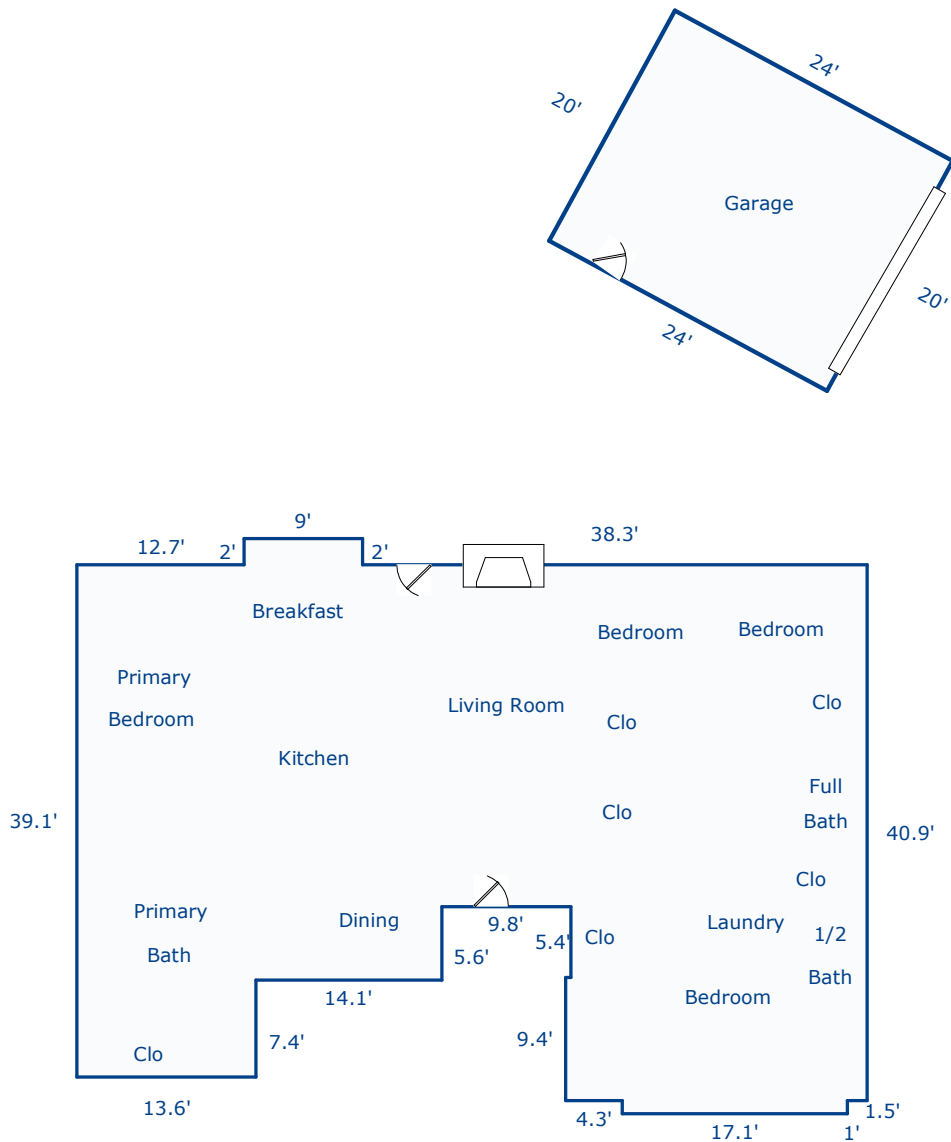 24'
20'
Garage
20'
24'
9'
38.3'
12.7'
2'
2'
Breakfast
Bedroom
Bedroom
Primary
Bedroom
Living Room
Clo
Clo
Kitchen
Full
Bath
Clo
39.1'
40.9'
Clo
Primary
Bath
Dining
9.8'
5.6'
5.4'
Clo
Laundry
1/2
Bath
Bedroom
14.1'
7.4'
9.4'
Clo
13.6'
4.3'
17.1'
1.5'
1'